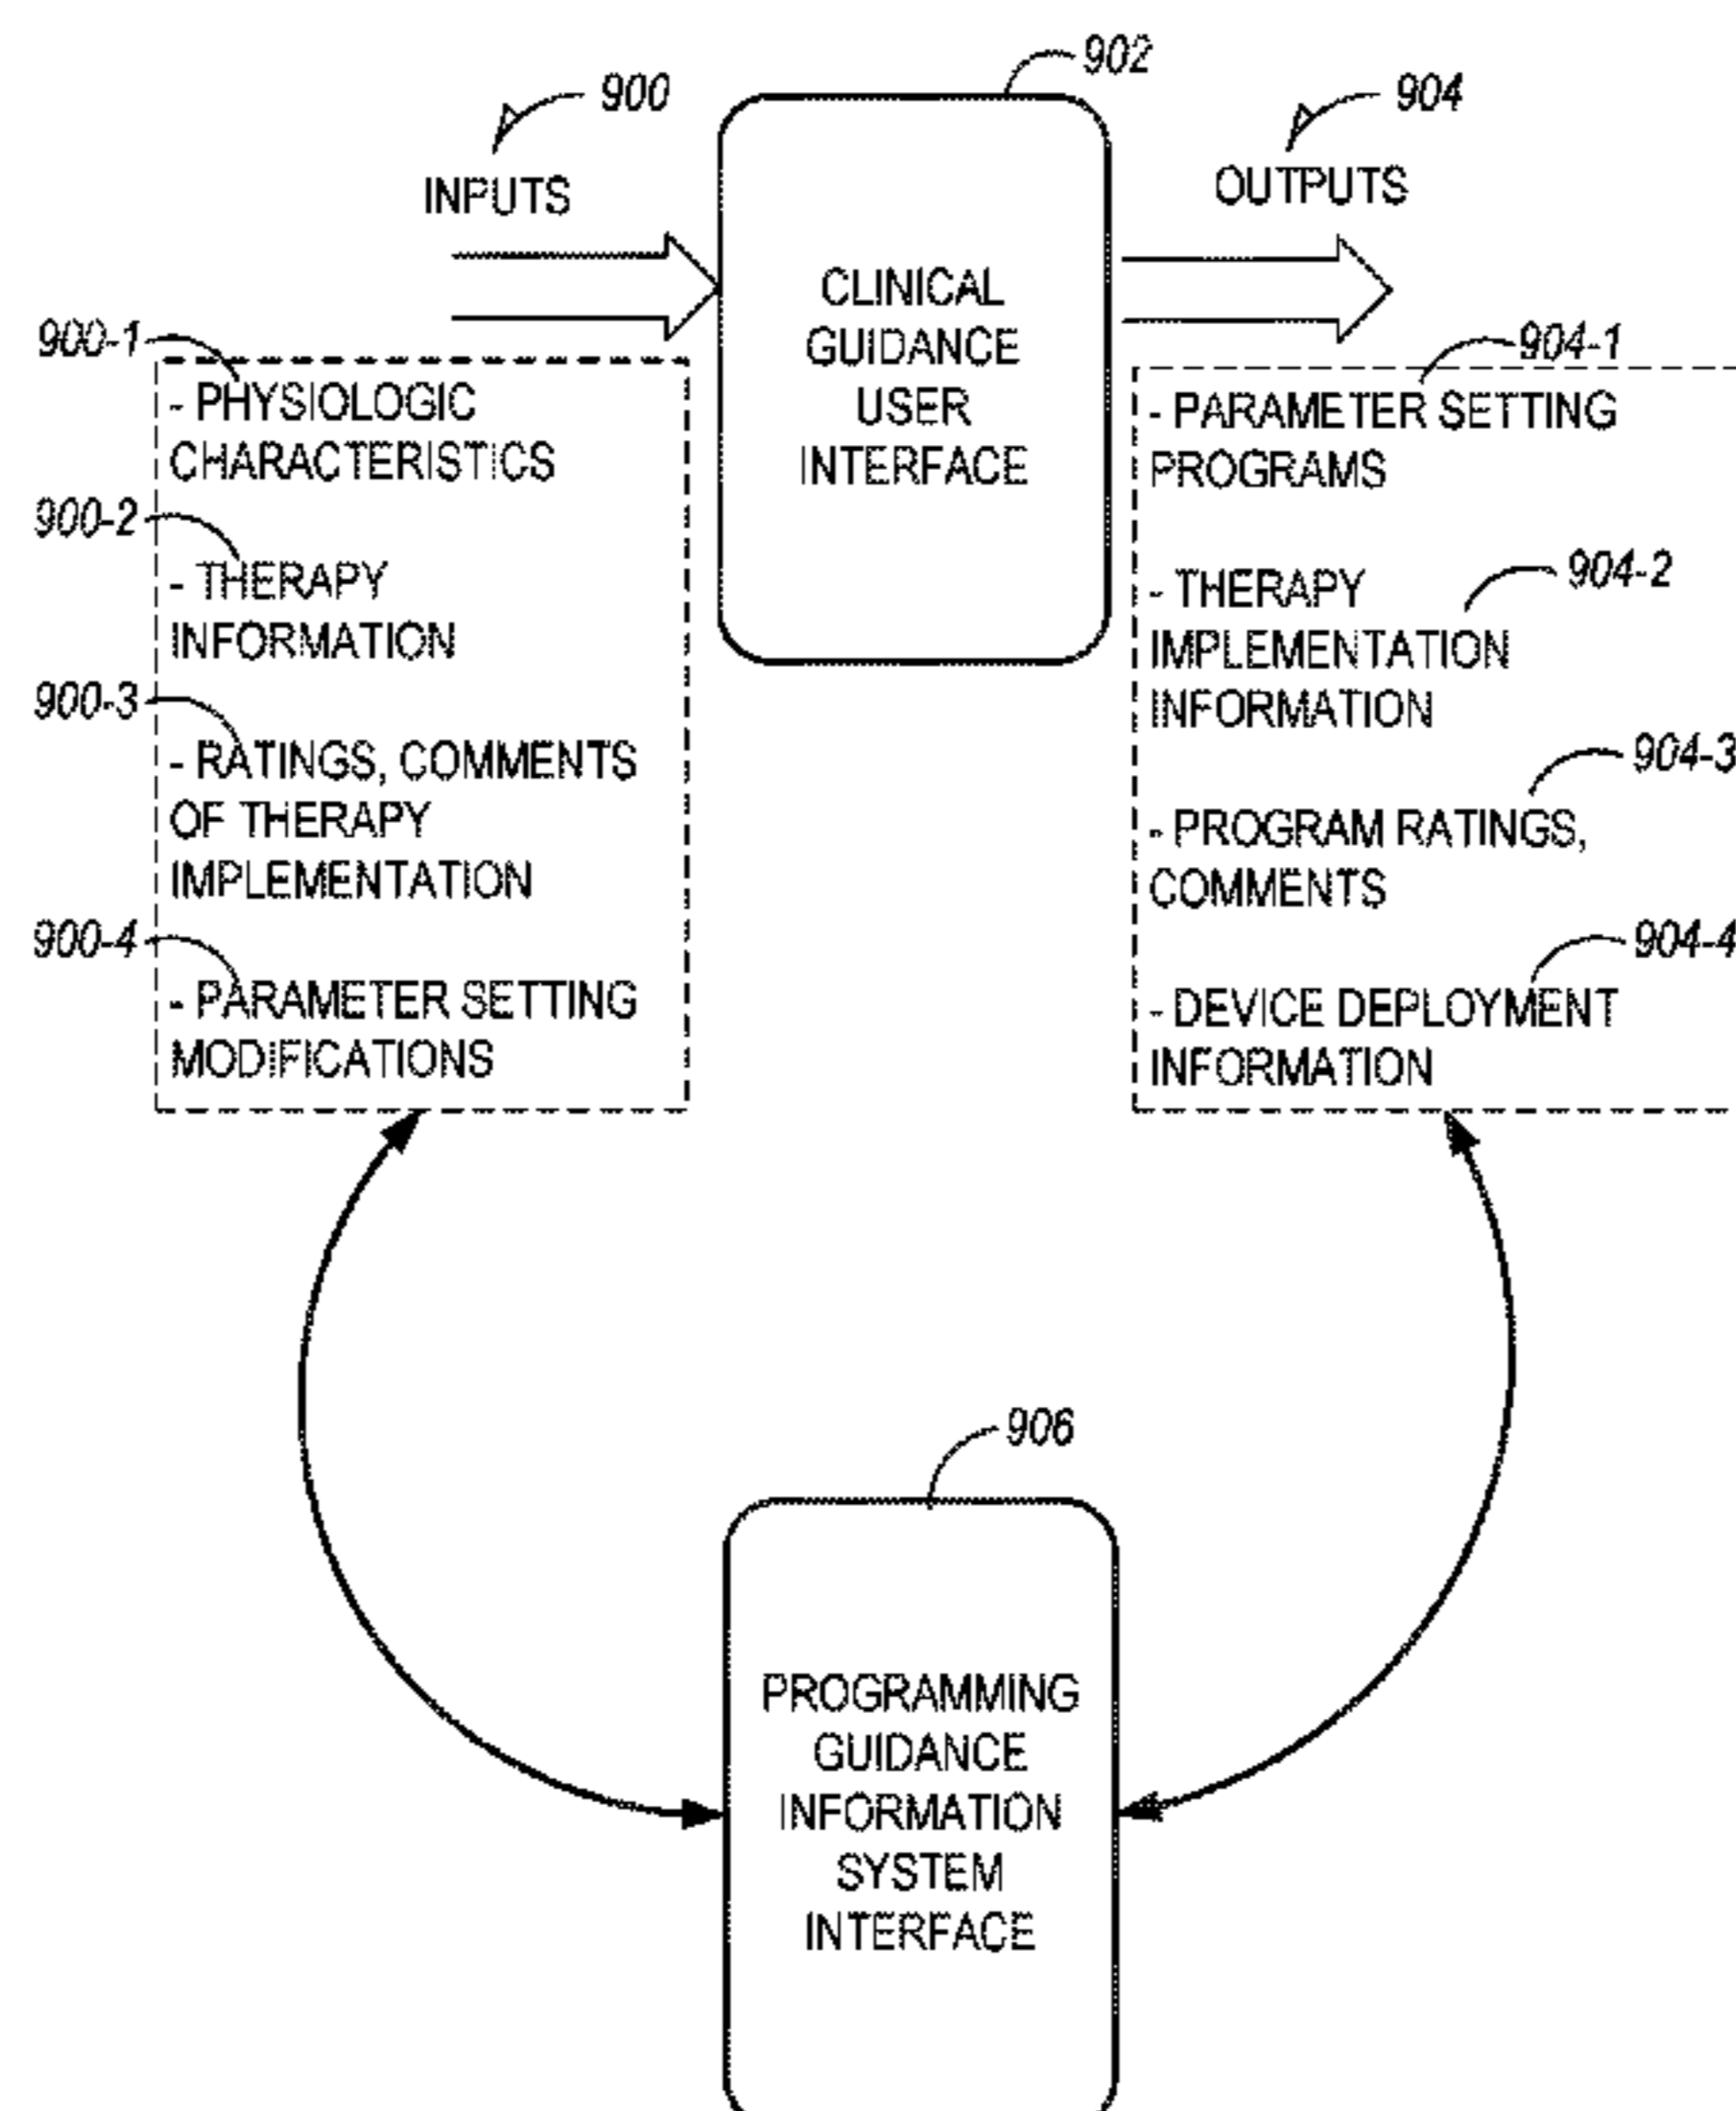 902
900
904
INPUTS
OUTPUTS
CLINICAL
GUIDANCE
USER
INTERFACE
900-1
- PHYSIOLOGIC
CHARACTERISTICS
900-2
- THERAPY
INFORMATION
900-3
- RATINGS, COMMENTS
OF THERAPY
IMPLEMENTATION
900-4
- PARAMETER SETTING
MODIFICATIONS
904-1
- PARAMETER SETTING
PROGRAMS
904-2
- THERAPY
IMPLEMENTATION
INFORMATION
904-3
- PROGRAM RATINGS,
COMMENTS
904-4
- DEVICE DEPLOYMENT
INFORMATION
906
PROGRAMMING
GUIDANCE
INFORMATION
SYSTEM
INTERFACE